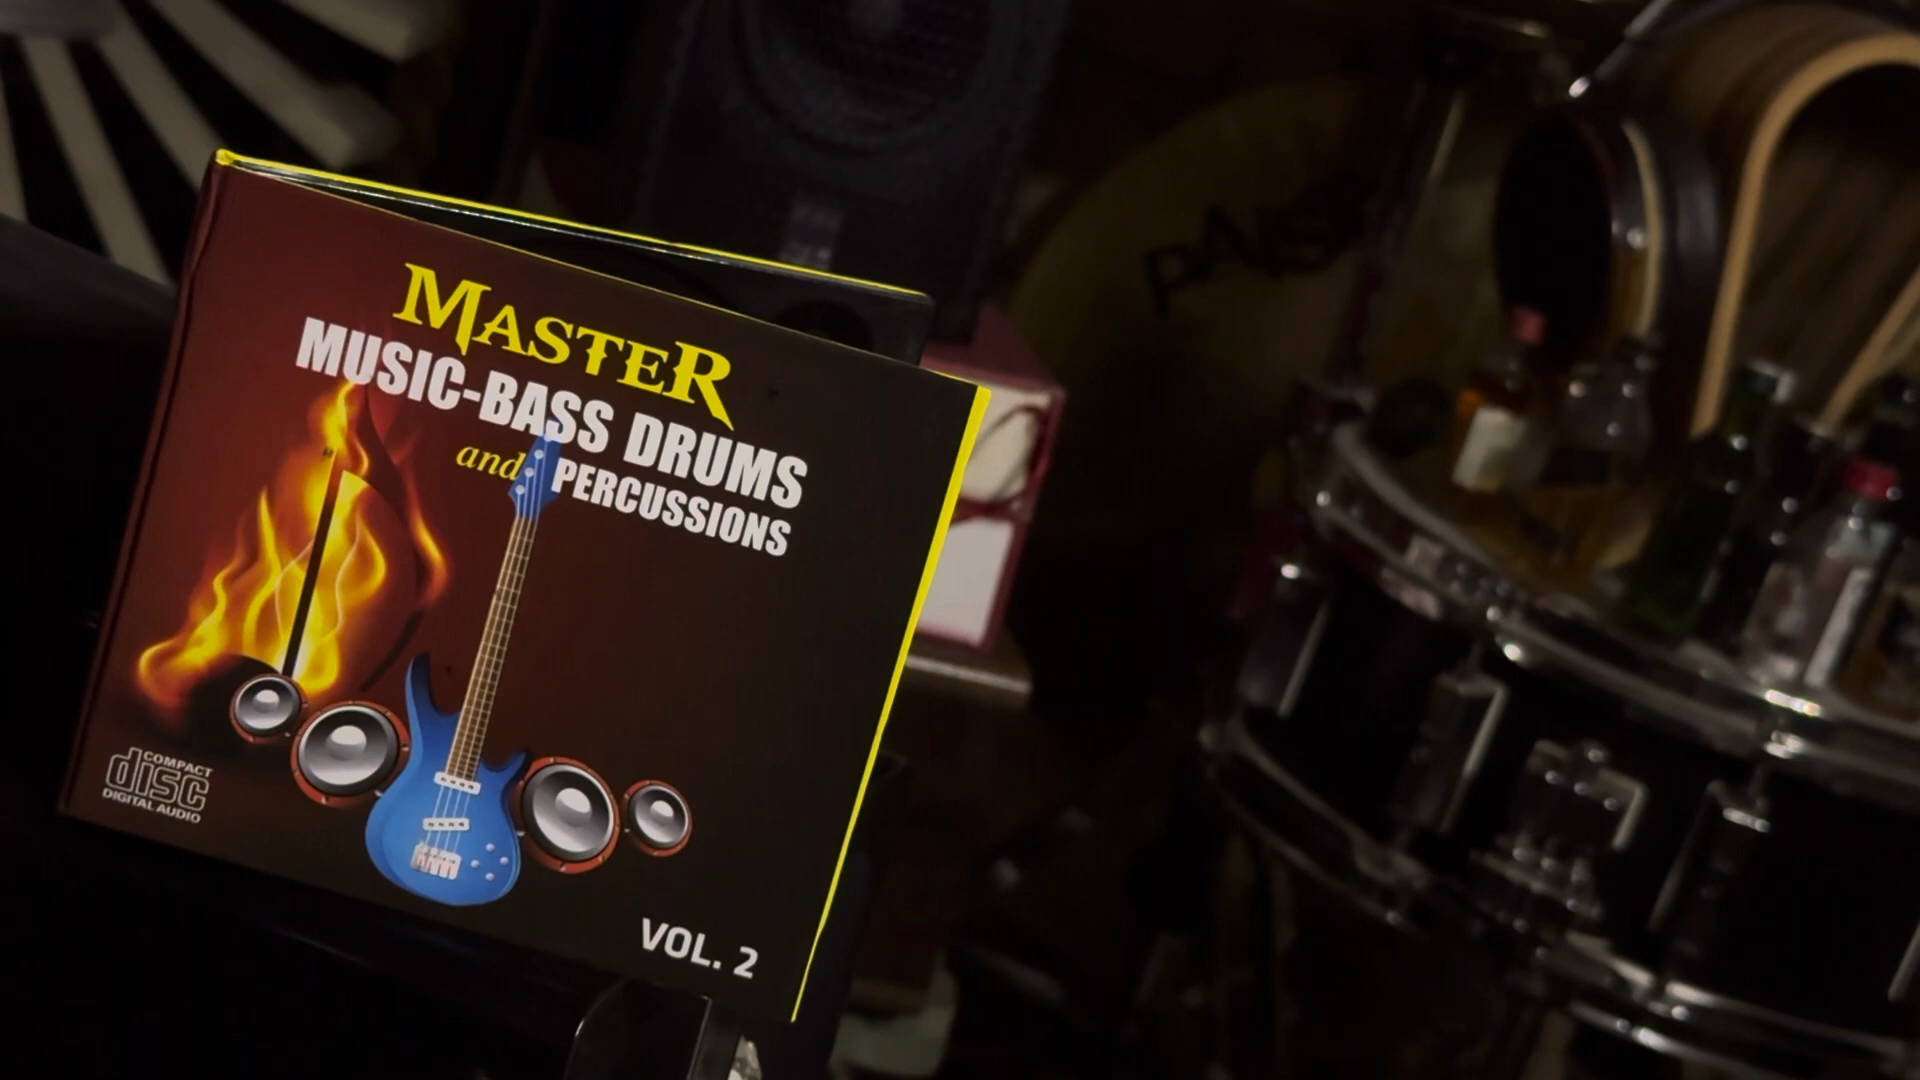 MASTER
MUSIC-BASS DRUMS
and PERCUSSIONS
COMPACT
disc
DIGITAL AUDIO
VOL. 2